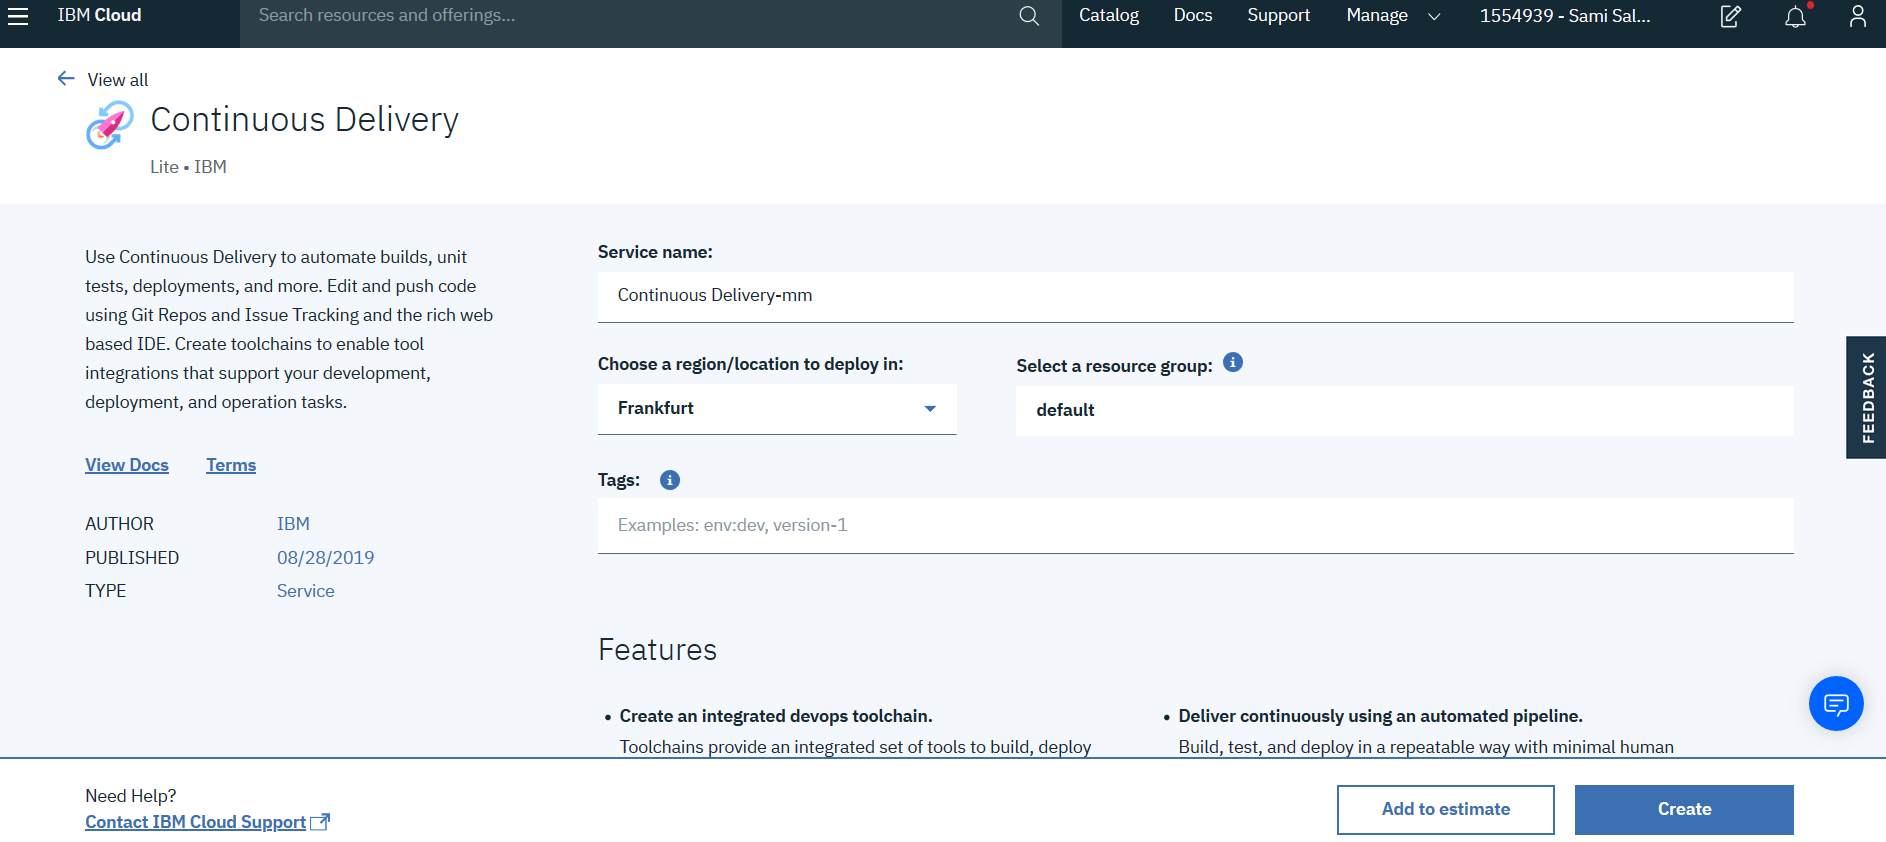 IBM Cloud
Search resources and offerings...
Catalog
Docs
Support
Manage
1554939 - Sami Sal...
View all
Continuous Delivery
Lite • IBM
Use Continuous Delivery to automate builds, unit
tests, deployments, and more. Edit and push code
using Git Repos and Issue Tracking and the rich web
based IDE. Create toolchains to enable tool
integrations that support your development,
deployment, and operation tasks.
View Docs
Terms
AUTHOR IBM
PUBLISHED 08/28/2019
TYPE Service
Service name:
Continuous Delivery-mm
Choose a region/location to deploy in:
Frankfurt
Select a resource group:
default
Tags:
Examples: env:dev, version-1
Features
• Create an integrated devops toolchain.
Toolchains provide an integrated set of tools to build, deploy
• Deliver continuously using an automated pipeline.
Build, test, and deploy in a repeatable way with minimal human
FEEDBACK
Need Help?
Contact IBM Cloud Support
Add to estimate
Create